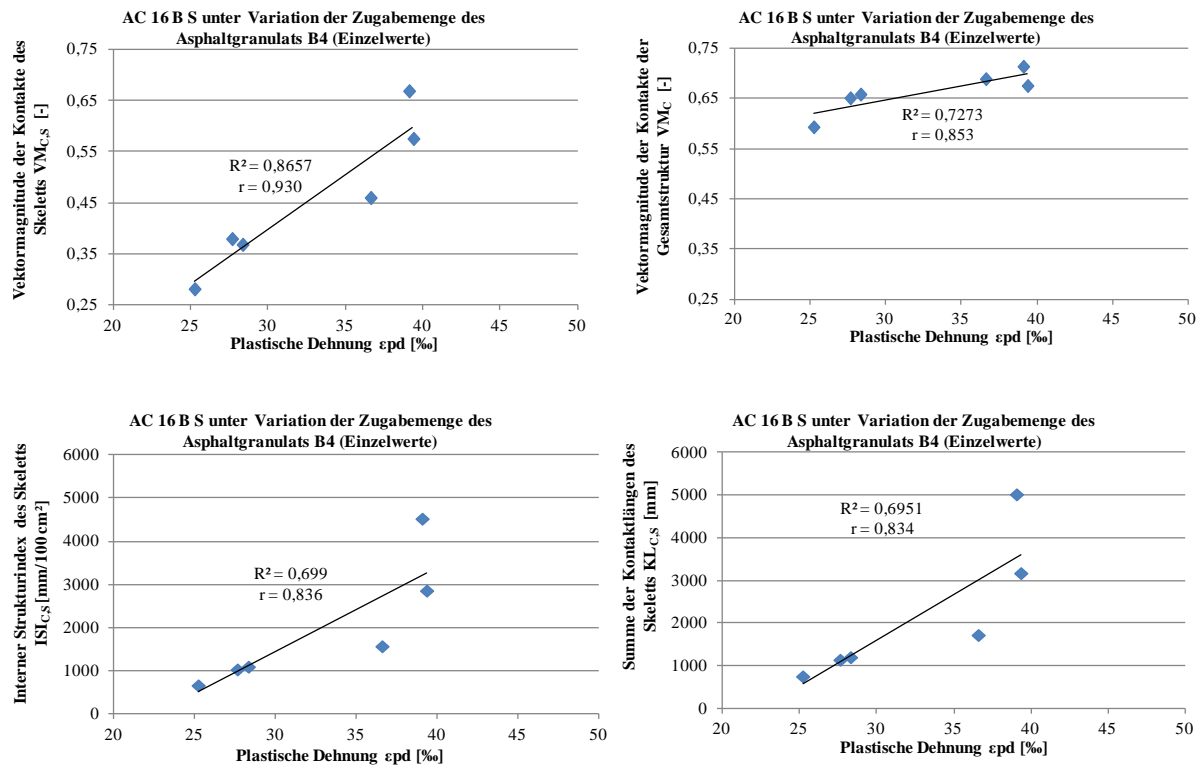 AC 16 B S unter Variation der Zugabemenge des
Asphaltgranulats B4 (Einzelwerte)
Vektormagnitude der Kontakte des
Skeletts VM_C,S [-]
0,75
0,65
0,55
0,45
0,35
0,25
R² = 0,8657
r = 0,930
20 25 30 35 40 45 50
Plastische Dehnung εpd [‰]
AC 16 B S unter Variation der Zugabemenge des
Asphaltgranulats B4 (Einzelwerte)
Vektormagnitude der Kontakte der
Gesamtstruktur VM_C [-]
0,75
0,65
0,55
0,45
0,35
0,25
R² = 0,7273
r = 0,853
20 25 30 35 40 45 50
Plastische Dehnung εpd [‰]
AC 16 B S unter Variation der Zugabemenge des
Asphaltgranulats B4 (Einzelwerte)
Interner Strukturindex des Skeletts
ISI_C,S [mm/100 cm²]
6000
5000
4000
3000
2000
1000
0
R² = 0,699
r = 0,836
20 25 30 35 40 45 50
Plastische Dehnung εpd [‰]
AC 16 B S unter Variation der Zugabemenge des
Asphaltgranulats B4 (Einzelwerte)
Summe der Kontaktlängen des
Skeletts KL_C,S [mm]
6000
5000
4000
3000
2000
1000
0
R² = 0,6951
r = 0,834
20 25 30 35 40 45 50
Plastische Dehnung εpd [‰]